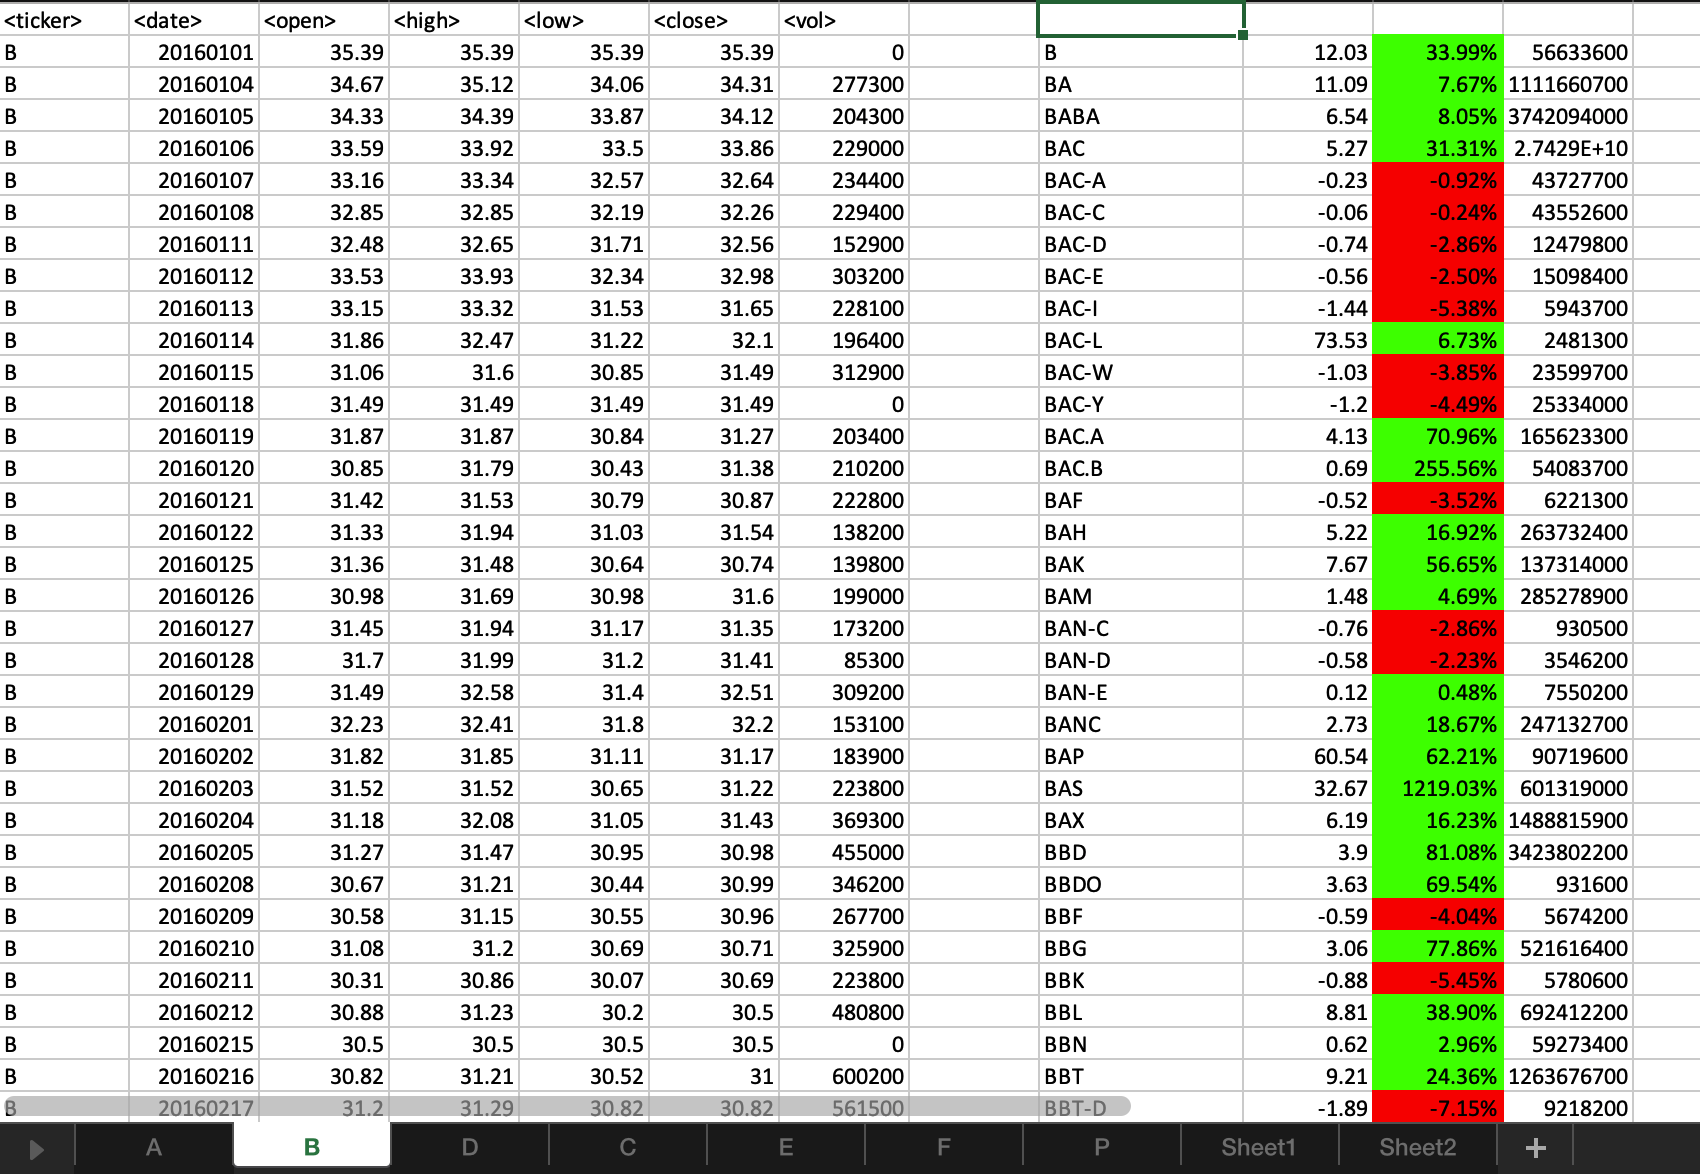 <ticker> <date> <open> <high> <low> <close> <vol>
B 20160101 35.39 35.39 35.39 35.39 0 B 12.03 33.99% 56633600
B 20160104 34.67 35.12 34.06 34.31 277300 BA 11.09 7.67% 1111660700
B 20160105 34.33 34.39 33.87 34.12 204300 BABA 6.54 8.05% 3742094000
B 20160106 33.59 33.92 33.5 33.86 229000 BAC 5.27 31.31% 2.7429E+10
B 20160107 33.16 33.34 32.57 32.64 234400 BAC-A -0.23 -0.92% 43727700
B 20160108 32.85 32.85 32.19 32.26 229400 BAC-C -0.06 -0.24% 43552600
B 20160111 32.48 32.65 31.71 32.56 152900 BAC-D -0.74 -2.86% 12479800
B 20160112 33.53 33.93 32.34 32.98 303200 BAC-E -0.56 -2.50% 15098400
B 20160113 33.15 33.32 31.53 31.65 228100 BAC-I -1.44 -5.38% 5943700
B 20160114 31.86 32.47 31.22 32.1 196400 BAC-L 73.53 6.73% 2481300
B 20160115 31.06 31.6 30.85 31.49 312900 BAC-W -1.03 -3.85% 23599700
B 20160118 31.49 31.49 31.49 31.49 0 BAC-Y -1.2 -4.49% 25334000
B 20160119 31.87 31.87 30.84 31.27 203400 BAC.A 4.13 70.96% 165623300
B 20160120 30.85 31.79 30.43 31.38 210200 BAC.B 0.69 255.56% 54083700
B 20160121 31.42 31.53 30.79 30.87 222800 BAF -0.52 -3.52% 6221300
B 20160122 31.33 31.94 31.03 31.54 138200 BAH 5.22 16.92% 263732400
B 20160125 31.36 31.48 30.64 30.74 139800 BAK 7.67 56.65% 137314000
B 20160126 30.98 31.69 30.98 31.6 199000 BAM 1.48 4.69% 285278900
B 20160127 31.45 31.94 31.17 31.35 173200 BAN-C -0.76 -2.86% 930500
B 20160128 31.7 31.99 31.2 31.41 85300 BAN-D -0.58 -2.23% 3546200
B 20160129 31.49 32.58 31.4 32.51 309200 BAN-E 0.12 0.48% 7550200
B 20160201 32.23 32.41 31.8 32.2 153100 BANC 2.73 18.67% 247132700
B 20160202 31.82 31.85 31.11 31.17 183900 BAP 60.54 62.21% 90719600
B 20160203 31.52 31.52 30.65 31.22 223800 BAS 32.67 1219.03% 601319000
B 20160204 31.18 32.08 31.05 31.43 369300 BAX 6.19 16.23% 1488815900
B 20160205 31.27 31.47 30.95 30.98 455000 BBD 3.9 81.08% 3423802200
B 20160208 30.67 31.21 30.44 30.99 346200 BBDO 3.63 69.54% 931600
B 20160209 30.58 31.15 30.55 30.96 267700 BBF -0.59 -4.04% 5674200
B 20160210 31.08 31.2 30.69 30.71 325900 BBG 3.06 77.86% 521616400
B 20160211 30.31 30.86 30.07 30.69 223800 BBK -0.88 -5.45% 5780600
B 20160212 30.88 31.23 30.2 30.5 480800 BBL 8.81 38.90% 692412200
B 20160215 30.5 30.5 30.5 30.5 0 BBN 0.62 2.96% 59273400
B 20160216 30.82 31.21 30.52 31 600200 BBT 9.21 24.36% 1263676700
B 20160217 31.2 31.29 30.82 30.82 561500 BBT-D -1.89 -7.15% 9218200
A B D C E F P Sheet1 Sheet2 +